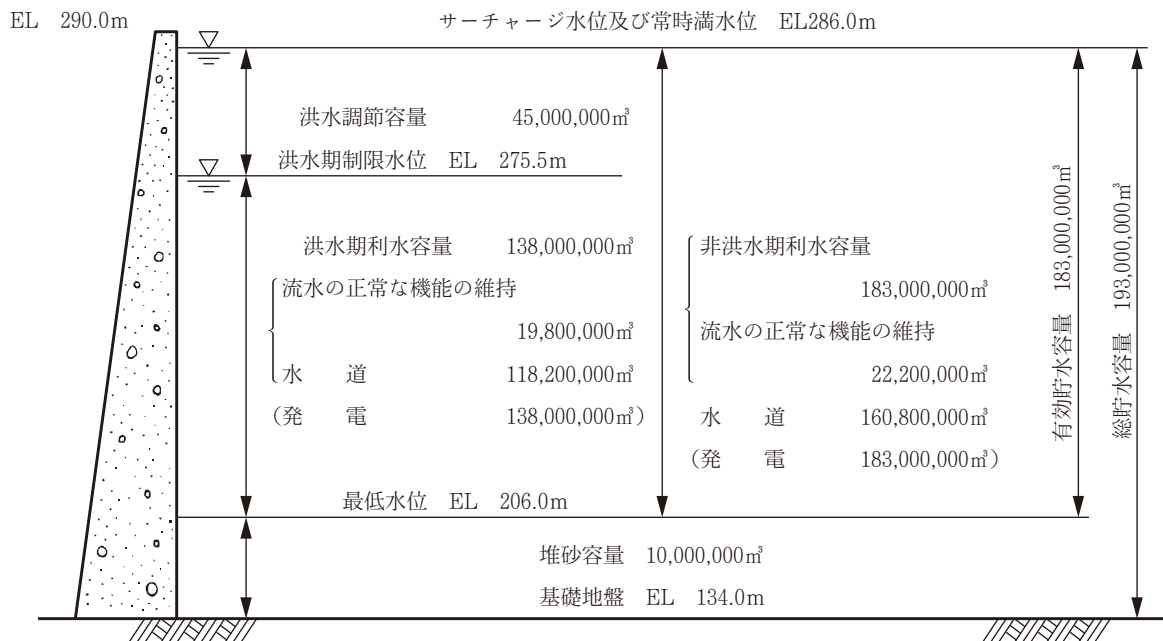 EL 290.0m
サーチャージ水位及び常時満水位 EL286.0m
洪水調節容量 45,000,000㎥
洪水期制限水位 EL 275.5m
洪水期利水容量 138,000,000㎥
流水の正常な機能の維持
19,800,000㎥
水 道 118,200,000㎥
（発 電 138,000,000㎥）
非洪水期利水容量
183,000,000㎥
流水の正常な機能の維持
22,200,000㎥
水 道 160,800,000㎥
（発 電 183,000,000㎥）
有効貯水容量 183,000,000㎥
総貯水容量 193,000,000㎥
最低水位 EL 206.0m
堆砂容量 10,000,000㎥
基礎地盤 EL 134.0m